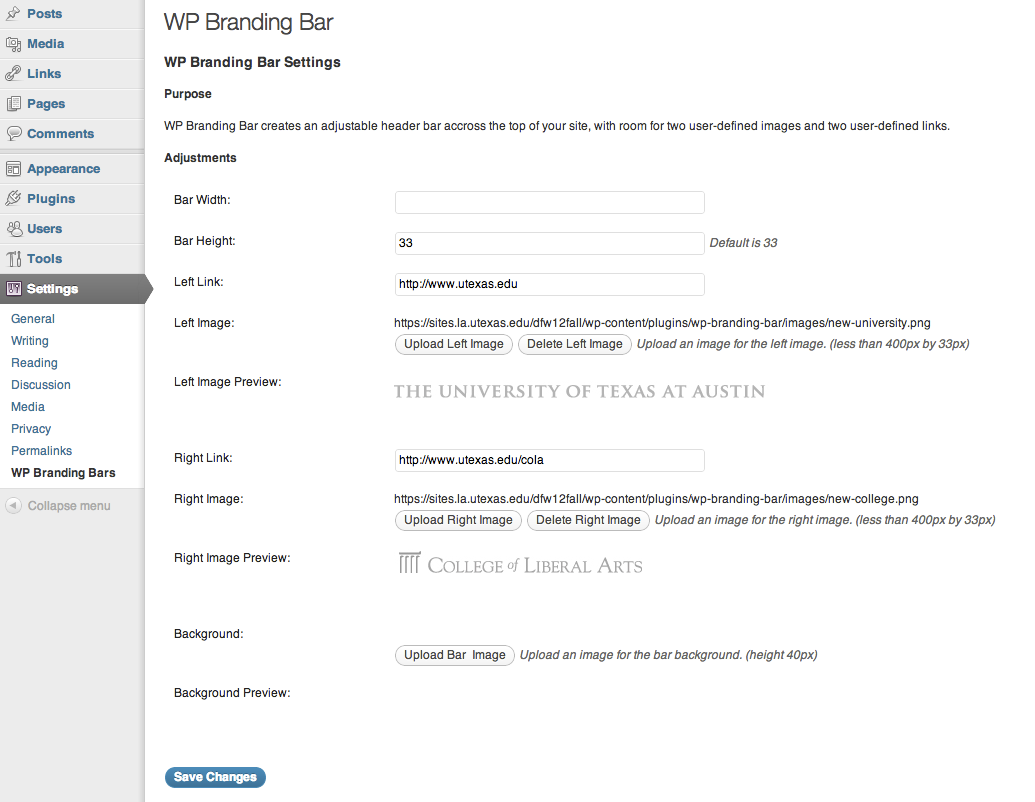 Posts
Media
Links
Pages
Comments
Appearance
Plugins
Users
Tools
Settings
General
Writing
Reading
Discussion
Media
Privacy
Permalinks
WP Branding Bars
Collapse menu
WP Branding Bar
WP Branding Bar Settings
Purpose
WP Branding Bar creates an adjustable header bar accross the top of your site, with room for two user-defined images and two user-defined links.
Adjustments
Bar Width:
Bar Height: 33 Default is 33
Left Link: http://www.utexas.edu
Left Image: https://sites.la.utexas.edu/dfw12fall/wp-content/plugins/wp-branding-bar/images/new-university.png
Upload Left Image Delete Left Image Upload an image for the left image. (less than 400px by 33px)
Left Image Preview: THE UNIVERSITY OF TEXAS AT AUSTIN
Right Link: http://www.utexas.edu/cola
Right Image: https://sites.la.utexas.edu/dfw12fall/wp-content/plugins/wp-branding-bar/images/new-college.png
Upload Right Image Delete Right Image Upload an image for the right image. (less than 400px by 33px)
Right Image Preview: COLLEGE of LIBERAL ARTS
Background:
Upload Bar Image Upload an image for the bar background. (height 40px)
Background Preview:
Save Changes